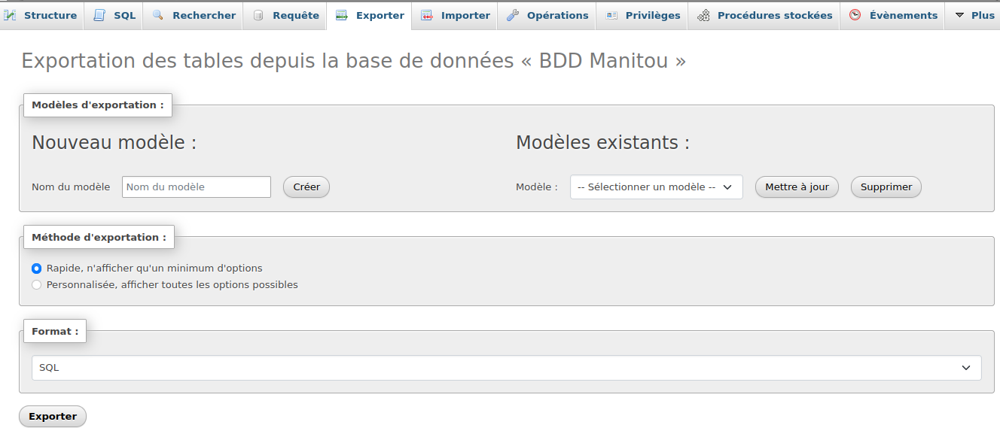 Structure SQL Rechercher Requête Exporter Importer Opérations Privilèges Procédures stockées Évènements Plus
Exportation des tables depuis la base de données « BDD Manitou »
Modèles d'exportation :
Nouveau modèle : Modèles existants :
Nom du modèle Nom du modèle Créer Modèle : -- Sélectionner un modèle -- Mettre à jour Supprimer
Méthode d'exportation :
Rapide, n'afficher qu'un minimum d'options
Personnalisée, afficher toutes les options possibles
Format :
SQL
Exporter